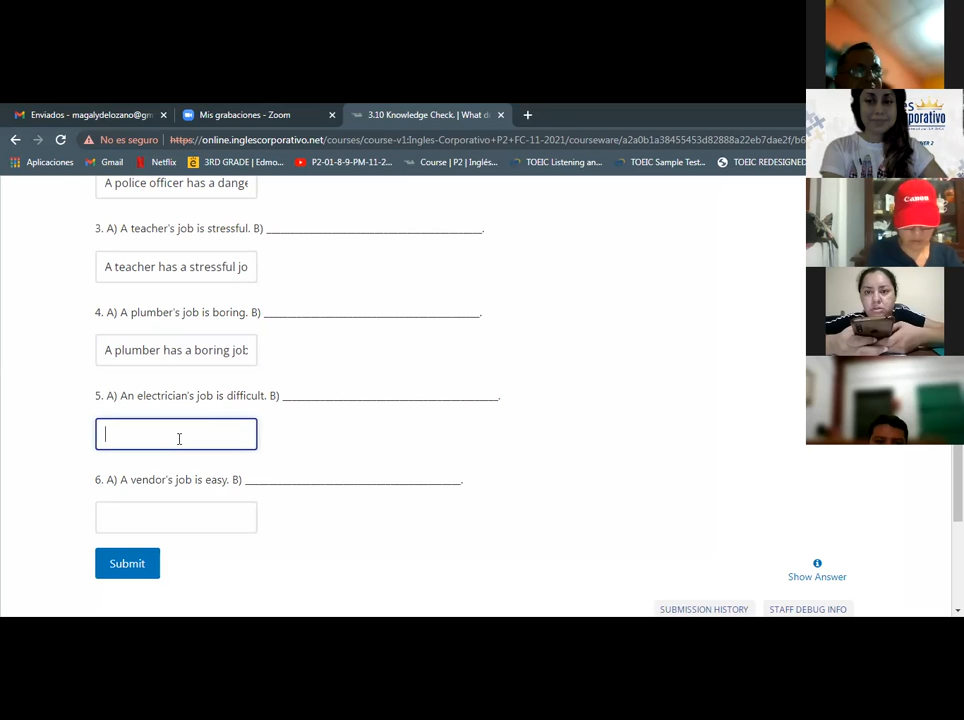 Enviados - magalydelozano@gm
Mis grabaciones - Zoom
3.10 Knowledge Check. | What d
No es seguro
https://online.inglescorporativo.net/courses/course-v1:Ingles-Corporativo+P2+FC-11-2021/courseware/a2a0b1a38455453d82888a22eb7dae2f/b6
Aplicaciones
Gmail
Netflix
3RD GRADE | Edmo...
P2-01-8-9-PM-11-2...
Course | P2 | Inglés...
TOEIC Listening an...
TOEIC Sample Test...
TOEIC REDESIGNED
A police officer has a dange
3. A) A teacher's job is stressful. B) ________________________________________.
A teacher has a stressful jo
4. A) A plumber's job is boring. B) ________________________________________.
A plumber has a boring job
5. A) An electrician's job is difficult. B) ________________________________________.
6. A) A vendor's job is easy. B) ________________________________________.
Submit
Show Answer
SUBMISSION HISTORY
STAFF DEBUG INFO
Canon